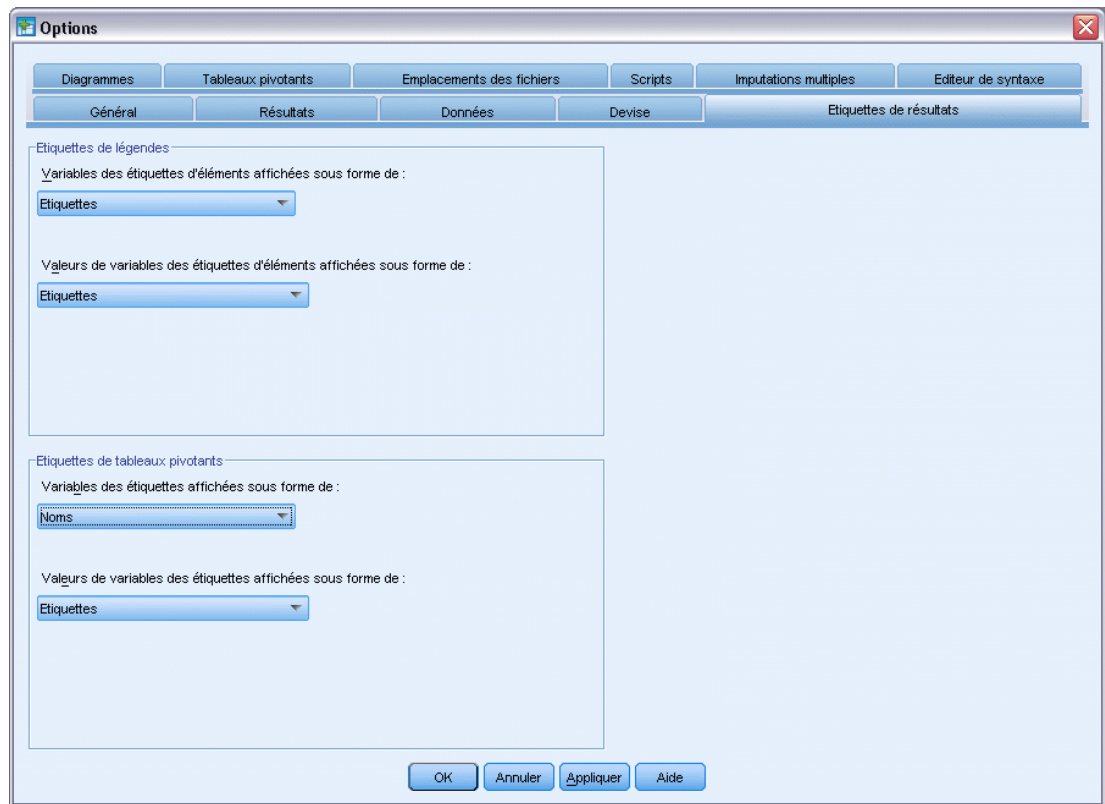 Options
Diagrammes Tableaux pivotants Emplacements des fichiers Scripts Imputations multiples Editeur de syntaxe
Général Résultats Données Devise Etiquettes de résultats
Etiquettes de légendes
Variables des étiquettes d'éléments affichées sous forme de :
Etiquettes
Valeurs de variables des étiquettes d'éléments affichées sous forme de :
Etiquettes
Etiquettes de tableaux pivotants
Variables des étiquettes affichées sous forme de :
Noms
Valeurs de variables des étiquettes affichées sous forme de :
Etiquettes
OK Annuler Appliquer Aide